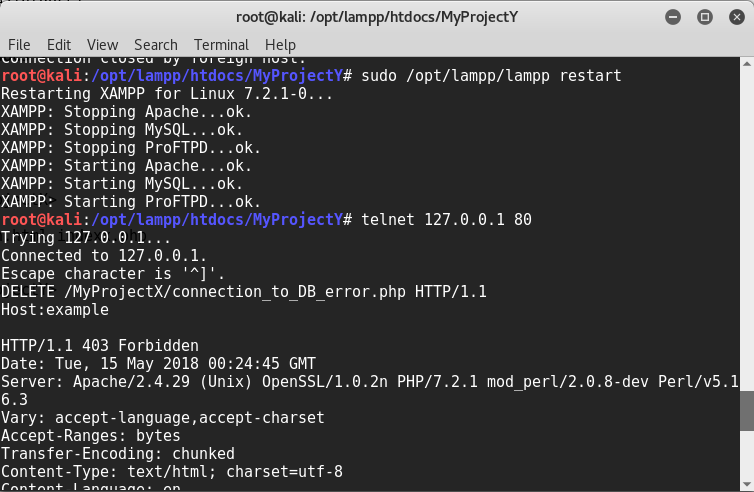 root@kali: /opt/lampp/htdocs/MyProjectY
File Edit View Search Terminal Help
Connection closed by foreign host.
root@kali:/opt/lampp/htdocs/MyProjectY# sudo /opt/lampp/lampp restart
Restarting XAMPP for Linux 7.2.1-0...
XAMPP: Stopping Apache...ok.
XAMPP: Stopping MySQL...ok.
XAMPP: Stopping ProFTPD...ok.
XAMPP: Starting Apache...ok.
XAMPP: Starting MySQL...ok.
XAMPP: Starting ProFTPD...ok.
root@kali:/opt/lampp/htdocs/MyProjectY# telnet 127.0.0.1 80
Trying 127.0.0.1...
Connected to 127.0.0.1.
Escape character is '^]'.
DELETE /MyProjectX/connection_to_DB_error.php HTTP/1.1
Host:example
HTTP/1.1 403 Forbidden
Date: Tue, 15 May 2018 00:24:45 GMT
Server: Apache/2.4.29 (Unix) OpenSSL/1.0.2n PHP/7.2.1 mod_perl/2.0.8-dev Perl/v5.1
6.3
Vary: accept-language,accept-charset
Accept-Ranges: bytes
Transfer-Encoding: chunked
Content-Type: text/html; charset=utf-8
Content-Language: en